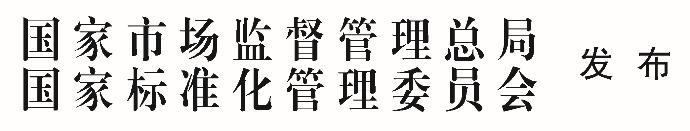 国家市场监督管理总局
国家标准化管理委员会
发布